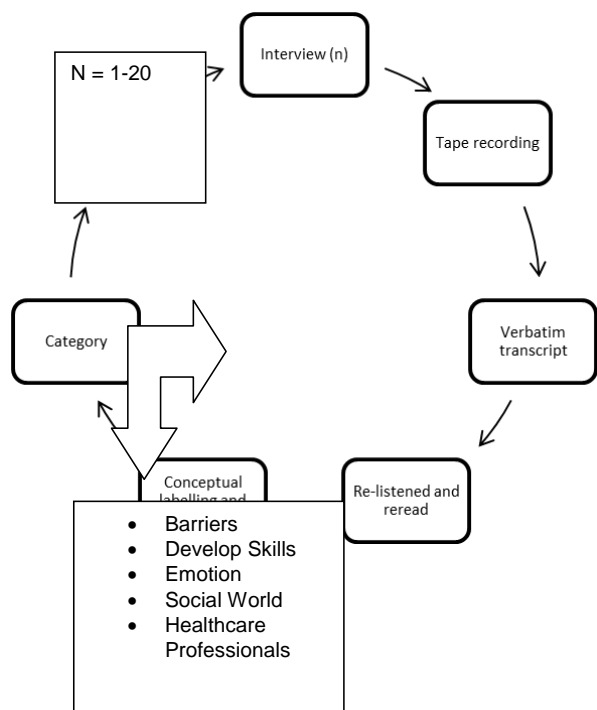 Interview (n)
N = 1-20
Tape recording
Verbatim
transcript
Re-listened and
reread
Conceptual
labelling and
Category
• Barriers
• Develop Skills
• Emotion
• Social World
• Healthcare
Professionals